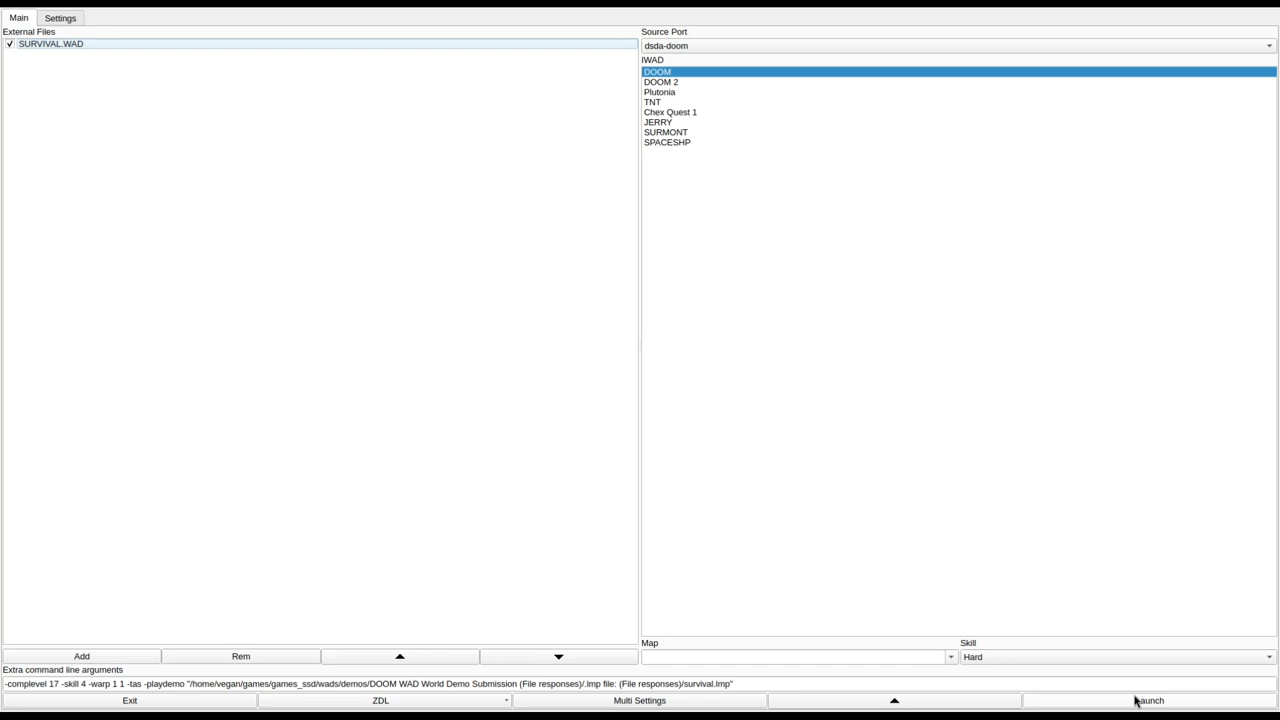 Main Settings
External Files
SURVIVAL.WAD
Source Port
dsda-doom
IWAD
DOOM
DOOM 2
Plutonia
TNT
Chex Quest 1
JERRY
SURMONT
SPACESHP
Map
Skill
Hard
Add Rem
Extra command line arguments
-complevel 17 -skill 4 -warp 1 1 -tas -playdemo "/home/vegan/games/games_ssd/wads/demos/DOOM WAD World Demo Submission (File responses)/.lmp file: (File responses)/survival.lmp"
Exit ZDL Multi Settings aunch